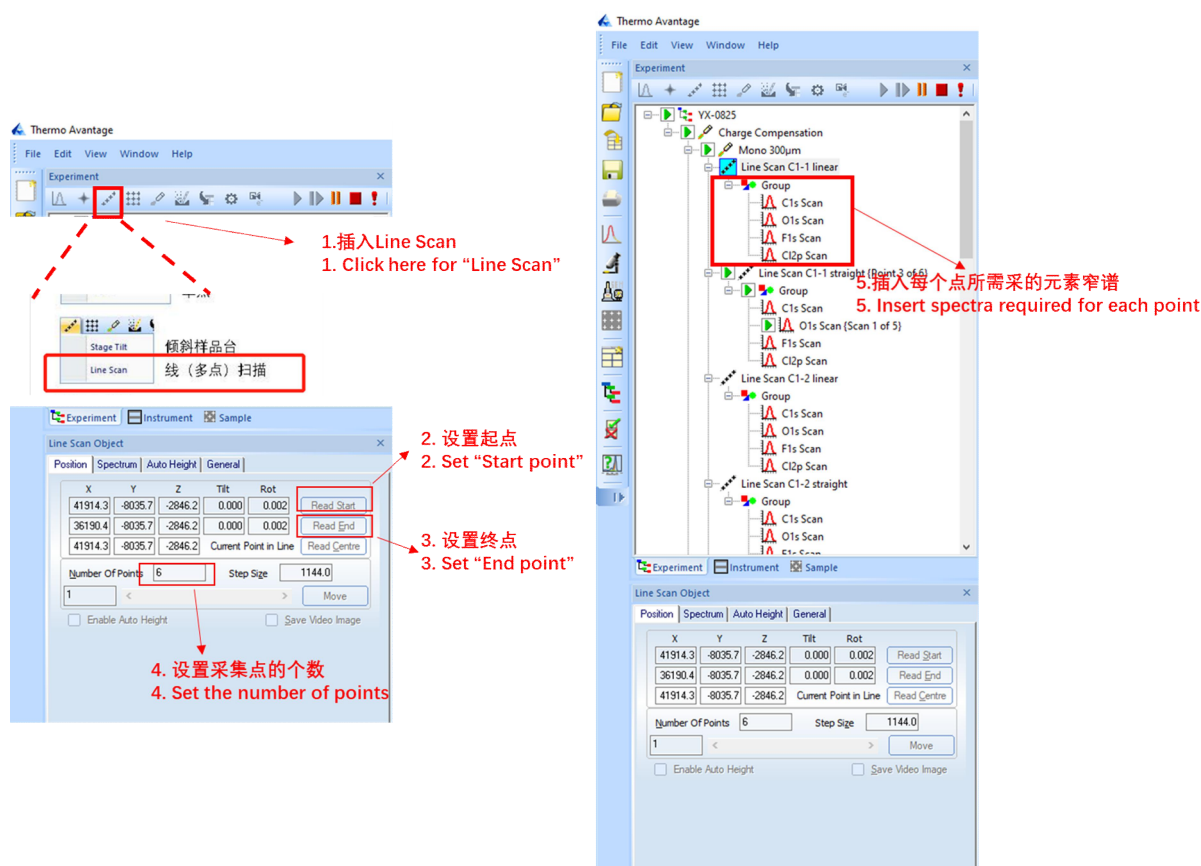 Thermo Avantage
File Edit View Window Help
Experiment
1.插入Line Scan
1. Click here for “Line Scan”
Stage Tilt 倾斜样品台
Line Scan 线（多点）扫描
Experiment Instrument Sample
Line Scan Object
Position Spectrum Auto Height General
X Y Z Tilt Rot
41914.3 -8035.7 -2846.2 0.000 0.002 Read Start
36190.4 -8035.7 -2846.2 0.000 0.002 Read End
41914.3 -8035.7 -2846.2 Current Point in Line Read Centre
Number Of Points 6 Step Size 1144.0
1 < > Move
Enable Auto Height Save Video Image
2. 设置起点
2. Set “Start point”
3. 设置终点
3. Set “End point”
4. 设置采集点的个数
4. Set the number of points
Thermo Avantage
File Edit View Window Help
Experiment
YX-0825
Charge Compensation
Mono 300µm
Line Scan C1-1 linear
Group
C1s Scan
O1s Scan
F1s Scan
Cl2p Scan
Line Scan C1-1 straight {Point 3 of 6}
Group
C1s Scan
O1s Scan {Scan 1 of 5}
F1s Scan
Cl2p Scan
Line Scan C1-2 linear
Group
C1s Scan
O1s Scan
F1s Scan
Cl2p Scan
Line Scan C1-2 straight
Group
C1s Scan
O1s Scan
F1s Scan
5.插入每个点所需采的元素窄谱
5. Insert spectra required for each point
Experiment Instrument Sample
Line Scan Object
Position Spectrum Auto Height General
X Y Z Tilt Rot
41914.3 -8035.7 -2846.2 0.000 0.002 Read Start
36190.4 -8035.7 -2846.2 0.000 0.002 Read End
41914.3 -8035.7 -2846.2 Current Point in Line Read Centre
Number Of Points 6 Step Size 1144.0
1 < > Move
Enable Auto Height Save Video Image